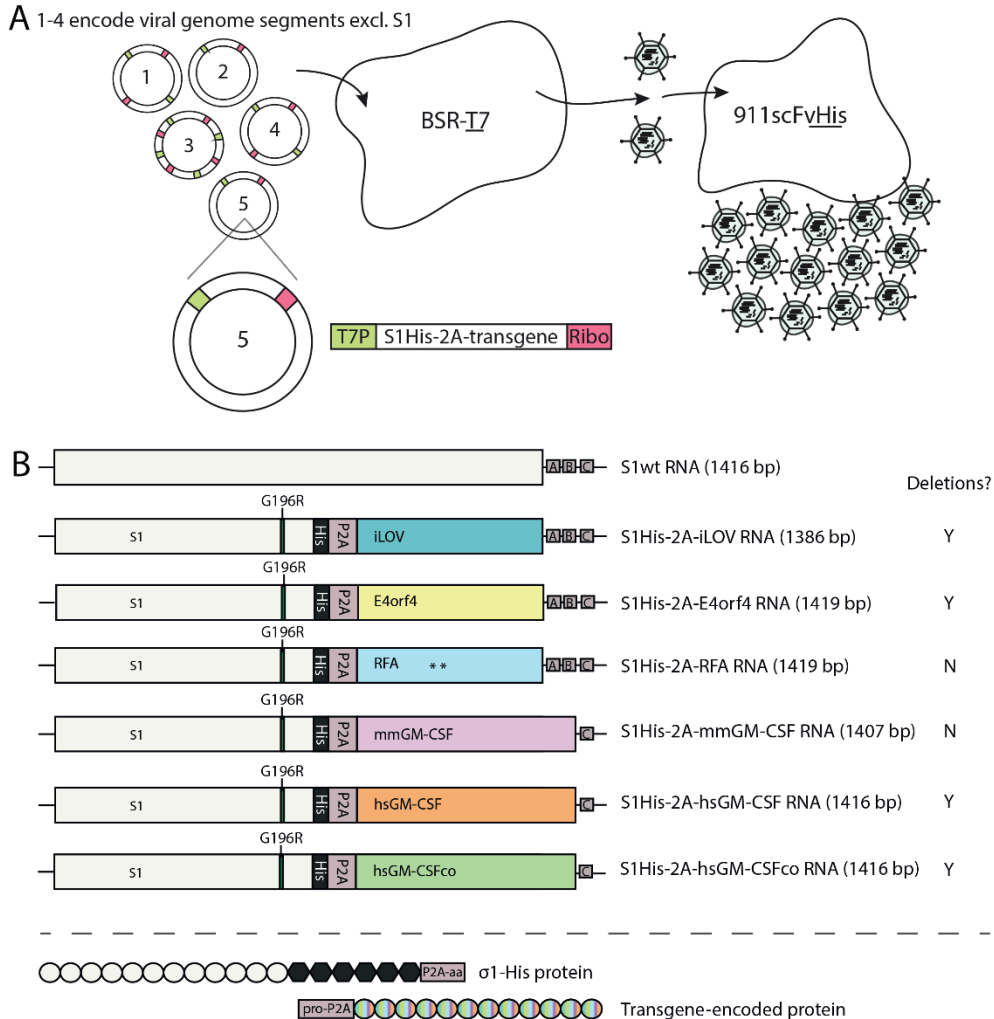 A 1-4 encode viral genome segments excl. S1
1
2
3
4
5
BSR-T7
911scFvHis
5
T7P S1His-2A-transgene Ribo
B
A B C S1wt RNA (1416 bp)
Deletions?
G196R
S1 His P2A iLOV A B C S1His-2A-iLOV RNA (1386 bp) Y
G196R
S1 His P2A E4orf4 A B C S1His-2A-E4orf4 RNA (1419 bp) Y
G196R
S1 His P2A RFA ** A B C S1His-2A-RFA RNA (1419 bp) N
G196R
S1 His P2A mmGM-CSF C S1His-2A-mmGM-CSF RNA (1407 bp) N
G196R
S1 His P2A hsGM-CSF C S1His-2A-hsGM-CSF RNA (1416 bp) Y
G196R
S1 His P2A hsGM-CSFco C S1His-2A-hsGM-CSFco RNA (1416 bp) Y
P2A-aa σ1-His protein
pro-P2A Transgene-encoded protein